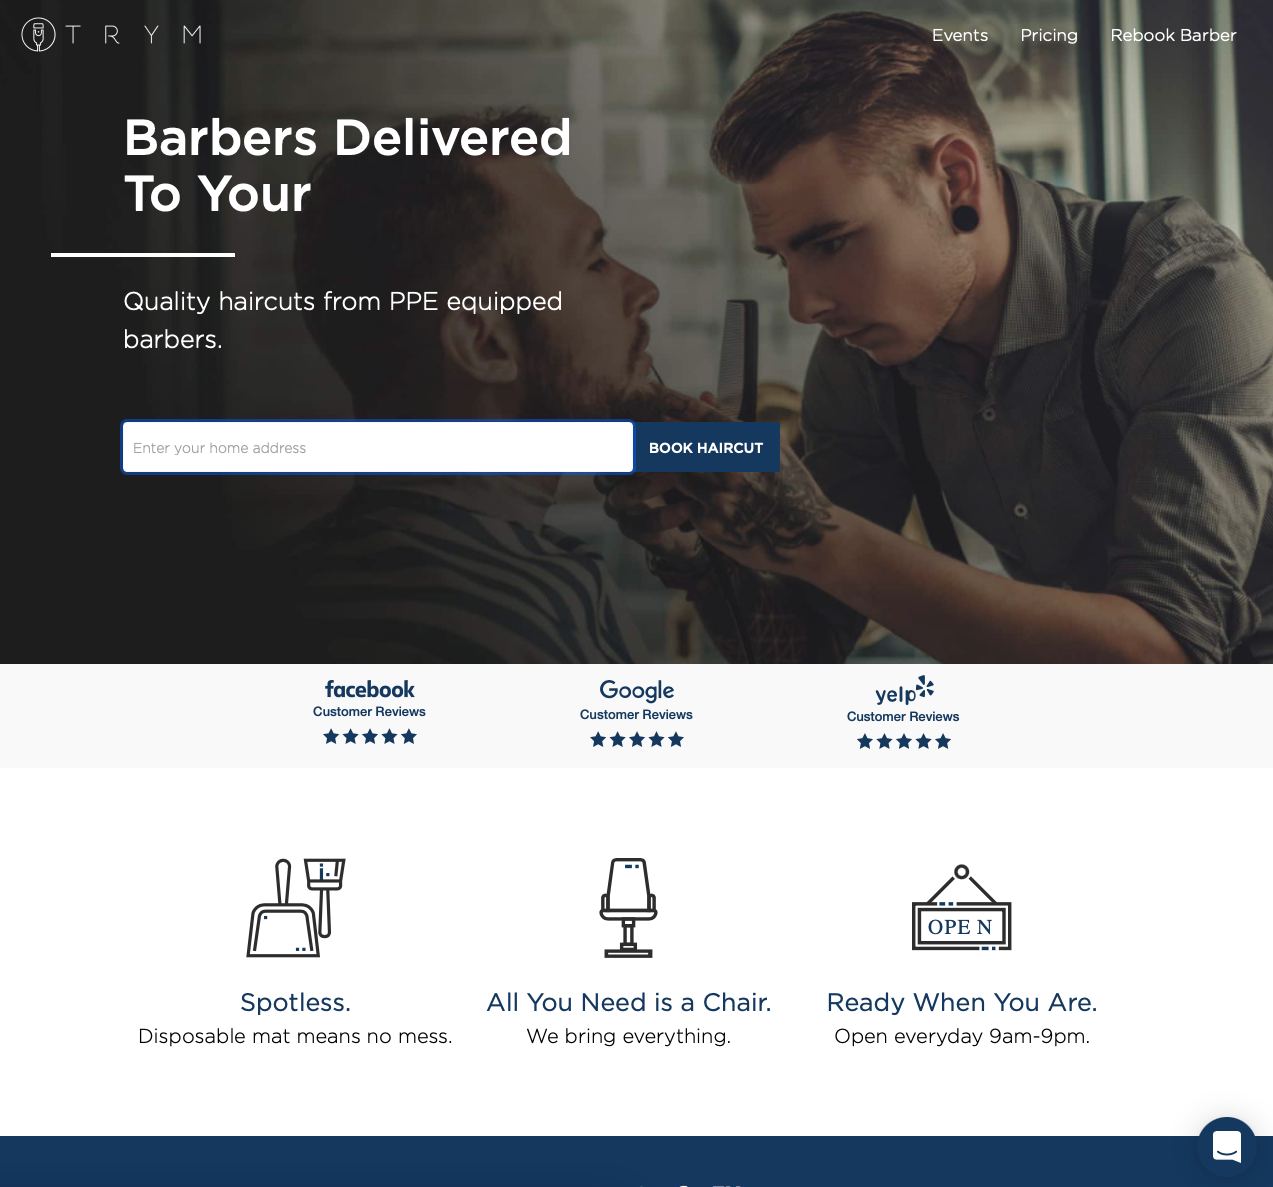 TRYM
Events
Pricing
Rebook Barber
Barbers Delivered
To Your
Quality haircuts from PPE equipped
barbers.
Enter your home address
BOOK HAIRCUT
facebook
Customer Reviews
Google
Customer Reviews
yelp
Customer Reviews
OPEN
Spotless.
Disposable mat means no mess.
All You Need is a Chair.
We bring everything.
Ready When You Are.
Open everyday 9am-9pm.